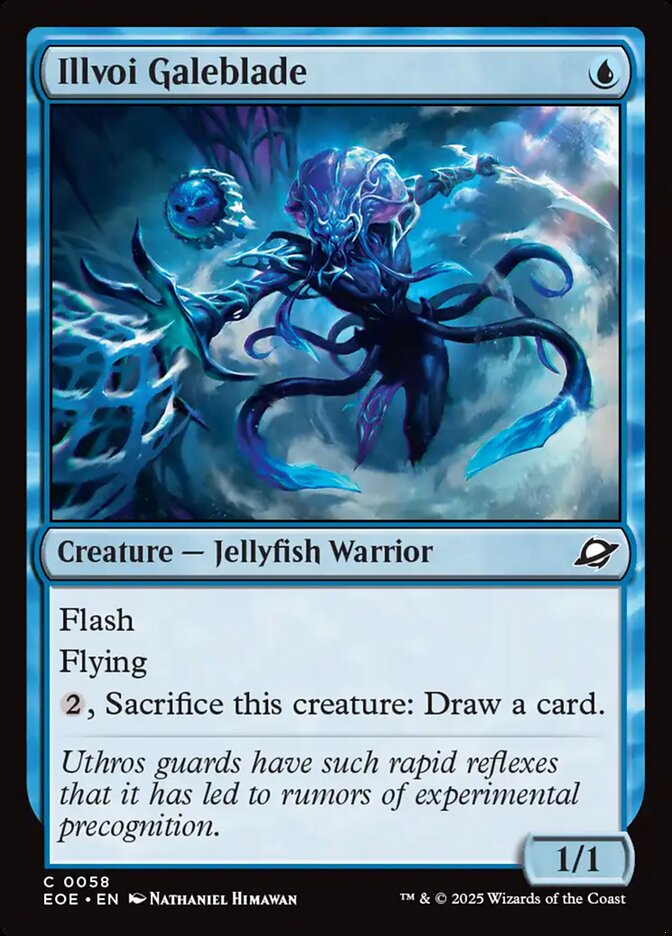 Illvoi Galeblade
Creature — Jellyfish Warrior
Flash
Flying
2, Sacrifice this creature: Draw a card.
Uthros guards have such rapid reflexes
that it has led to rumors of experimental
precognition.
1/1
C 0058
EOE • EN Nathaniel Himawan
™ & © 2025 Wizards of the Coast